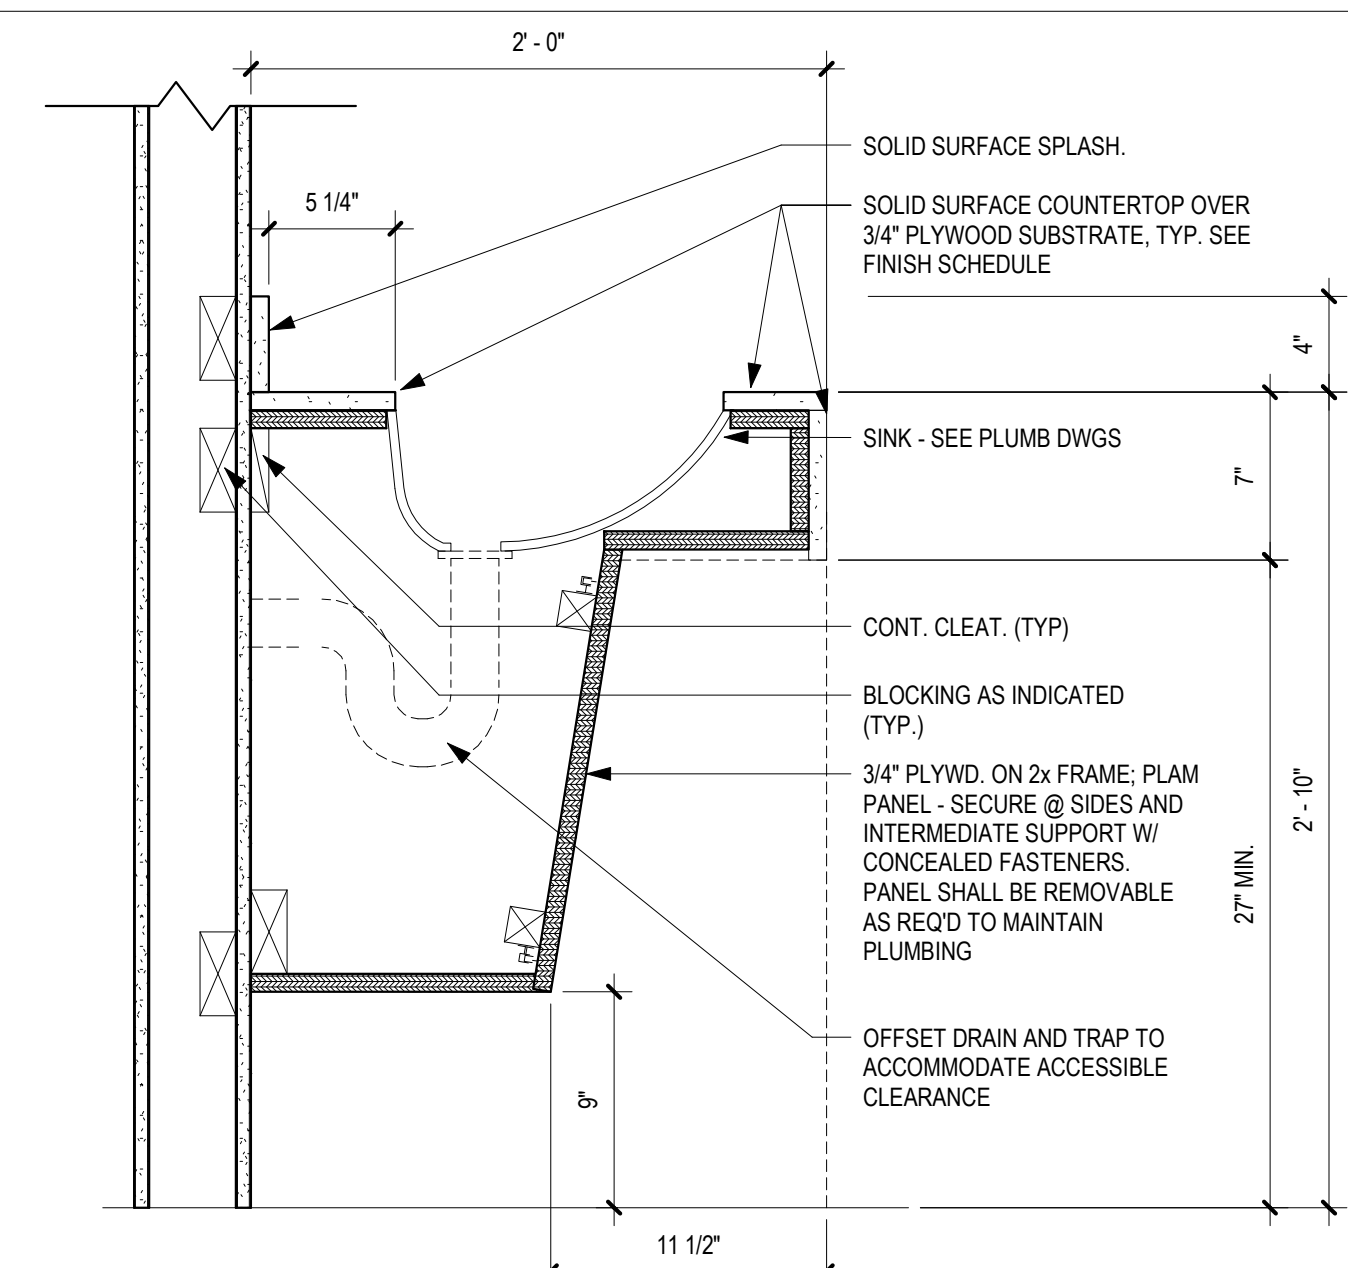 2' - 0"
SOLID SURFACE SPLASH.
5 1/4"
SOLID SURFACE COUNTERTOP OVER
3/4" PLYWOOD SUBSTRATE, TYP. SEE
FINISH SCHEDULE
4"
SINK - SEE PLUMB DWGS
7"
CONT. CLEAT. (TYP)
BLOCKING AS INDICATED
(TYP.)
3/4" PLYWD. ON 2x FRAME; PLAM
PANEL - SECURE @ SIDES AND
INTERMEDIATE SUPPORT W/
CONCEALED FASTENERS.
PANEL SHALL BE REMOVABLE
AS REQ'D TO MAINTAIN
PLUMBING
27" MIN.
2' - 10"
OFFSET DRAIN AND TRAP TO
ACCOMMODATE ACCESSIBLE
CLEARANCE
9"
11 1/2"